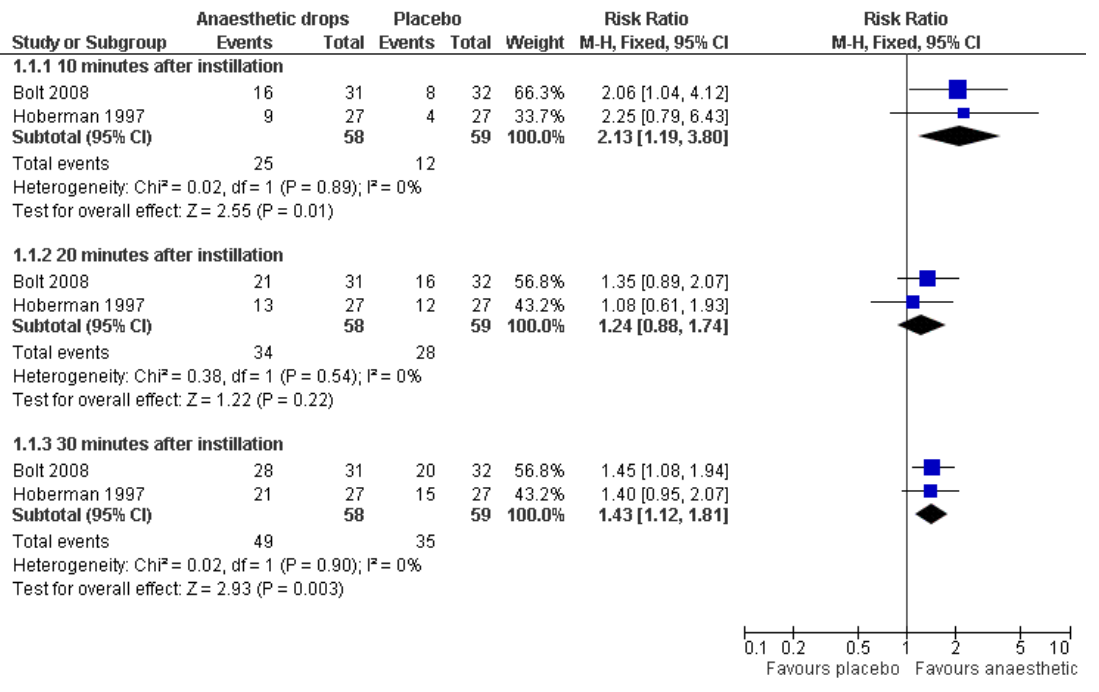 Anaesthetic drops Placebo Risk Ratio Risk Ratio
Study or Subgroup Events Total Events Total Weight M-H, Fixed, 95% CI M-H, Fixed, 95% CI
1.1.1 10 minutes after instillation
Bolt 2008 16 31 8 32 66.3% 2.06 [1.04, 4.12]
Hoberman 1997 9 27 4 27 33.7% 2.25 [0.79, 6.43]
Subtotal (95% CI) 58 59 100.0% 2.13 [1.19, 3.80]
Total events 25 12
Heterogeneity: Chi² = 0.02, df = 1 (P = 0.89); I² = 0%
Test for overall effect: Z = 2.55 (P = 0.01)
1.1.2 20 minutes after instillation
Bolt 2008 21 31 16 32 56.8% 1.35 [0.89, 2.07]
Hoberman 1997 13 27 12 27 43.2% 1.08 [0.61, 1.93]
Subtotal (95% CI) 58 59 100.0% 1.24 [0.88, 1.74]
Total events 34 28
Heterogeneity: Chi² = 0.38, df = 1 (P = 0.54); I² = 0%
Test for overall effect: Z = 1.22 (P = 0.22)
1.1.3 30 minutes after instillation
Bolt 2008 28 31 20 32 56.8% 1.45 [1.08, 1.94]
Hoberman 1997 21 27 15 27 43.2% 1.40 [0.95, 2.07]
Subtotal (95% CI) 58 59 100.0% 1.43 [1.12, 1.81]
Total events 49 35
Heterogeneity: Chi² = 0.02, df = 1 (P = 0.90); I² = 0%
Test for overall effect: Z = 2.93 (P = 0.003)
0.1 0.2 0.5 1 2 5 10
Favours placebo Favours anaesthetic